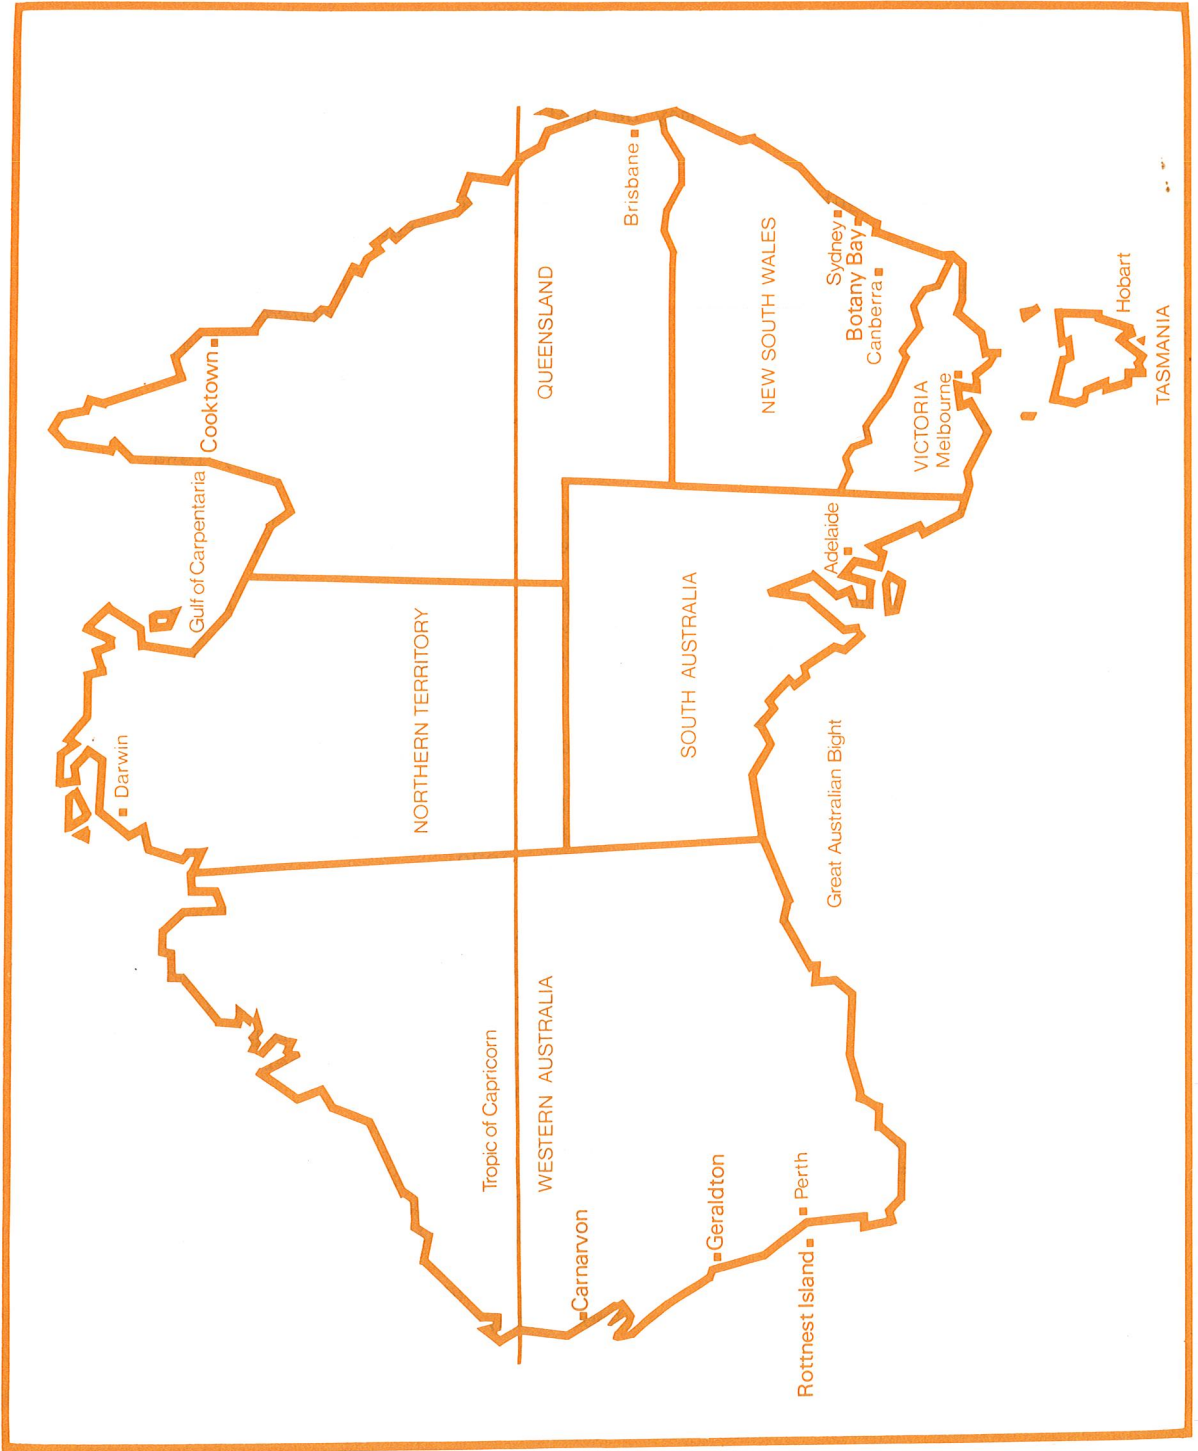 Darwin
Gulf of Carpentaria
Cooktown
NORTHERN TERRITORY
Tropic of Capricorn
WESTERN AUSTRALIA
QUEENSLAND
Carnarvon
Brisbane
SOUTH AUSTRALIA
Geraldton
NEW SOUTH WALES
Perth
Rottnest Island
Great Australian Bight
Adelaide
Sydney
Botany Bay
Canberra
VICTORIA
Melbourne
Hobart
TASMANIA